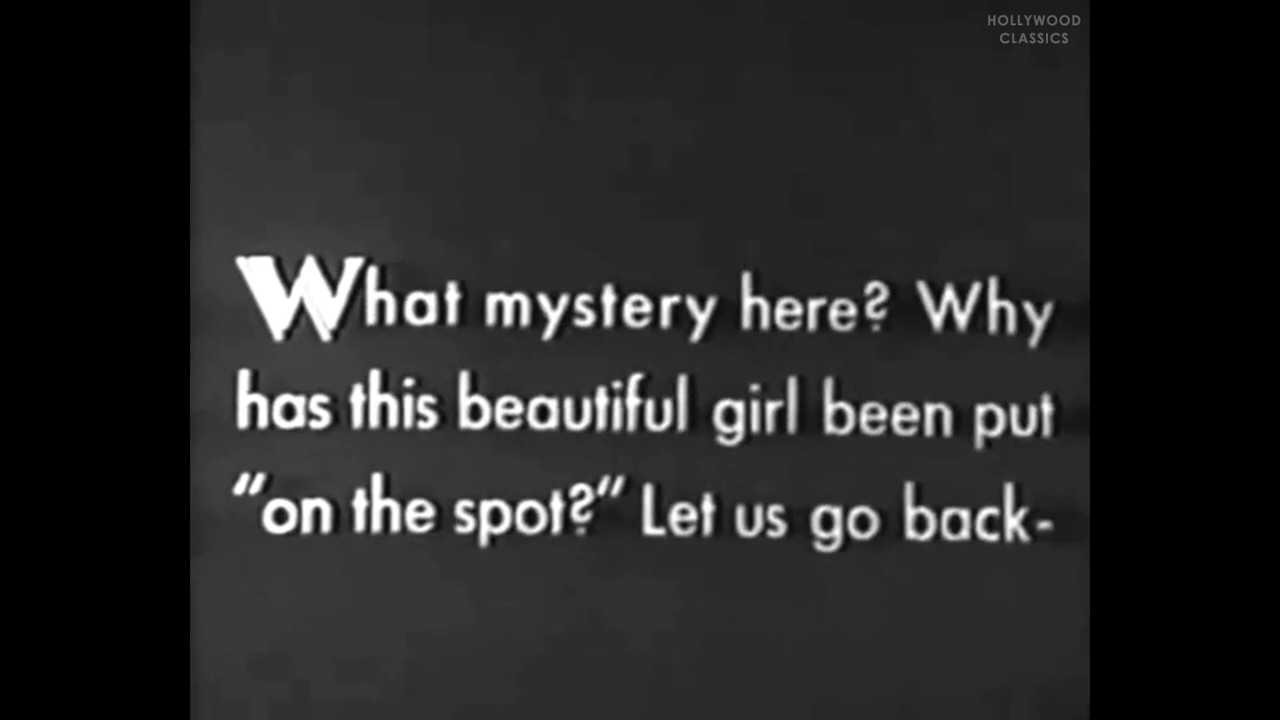 HOLLYWOOD
CLASSICS
What mystery here? Why
has this beautiful girl been put
"on the spot?" Let us go back-